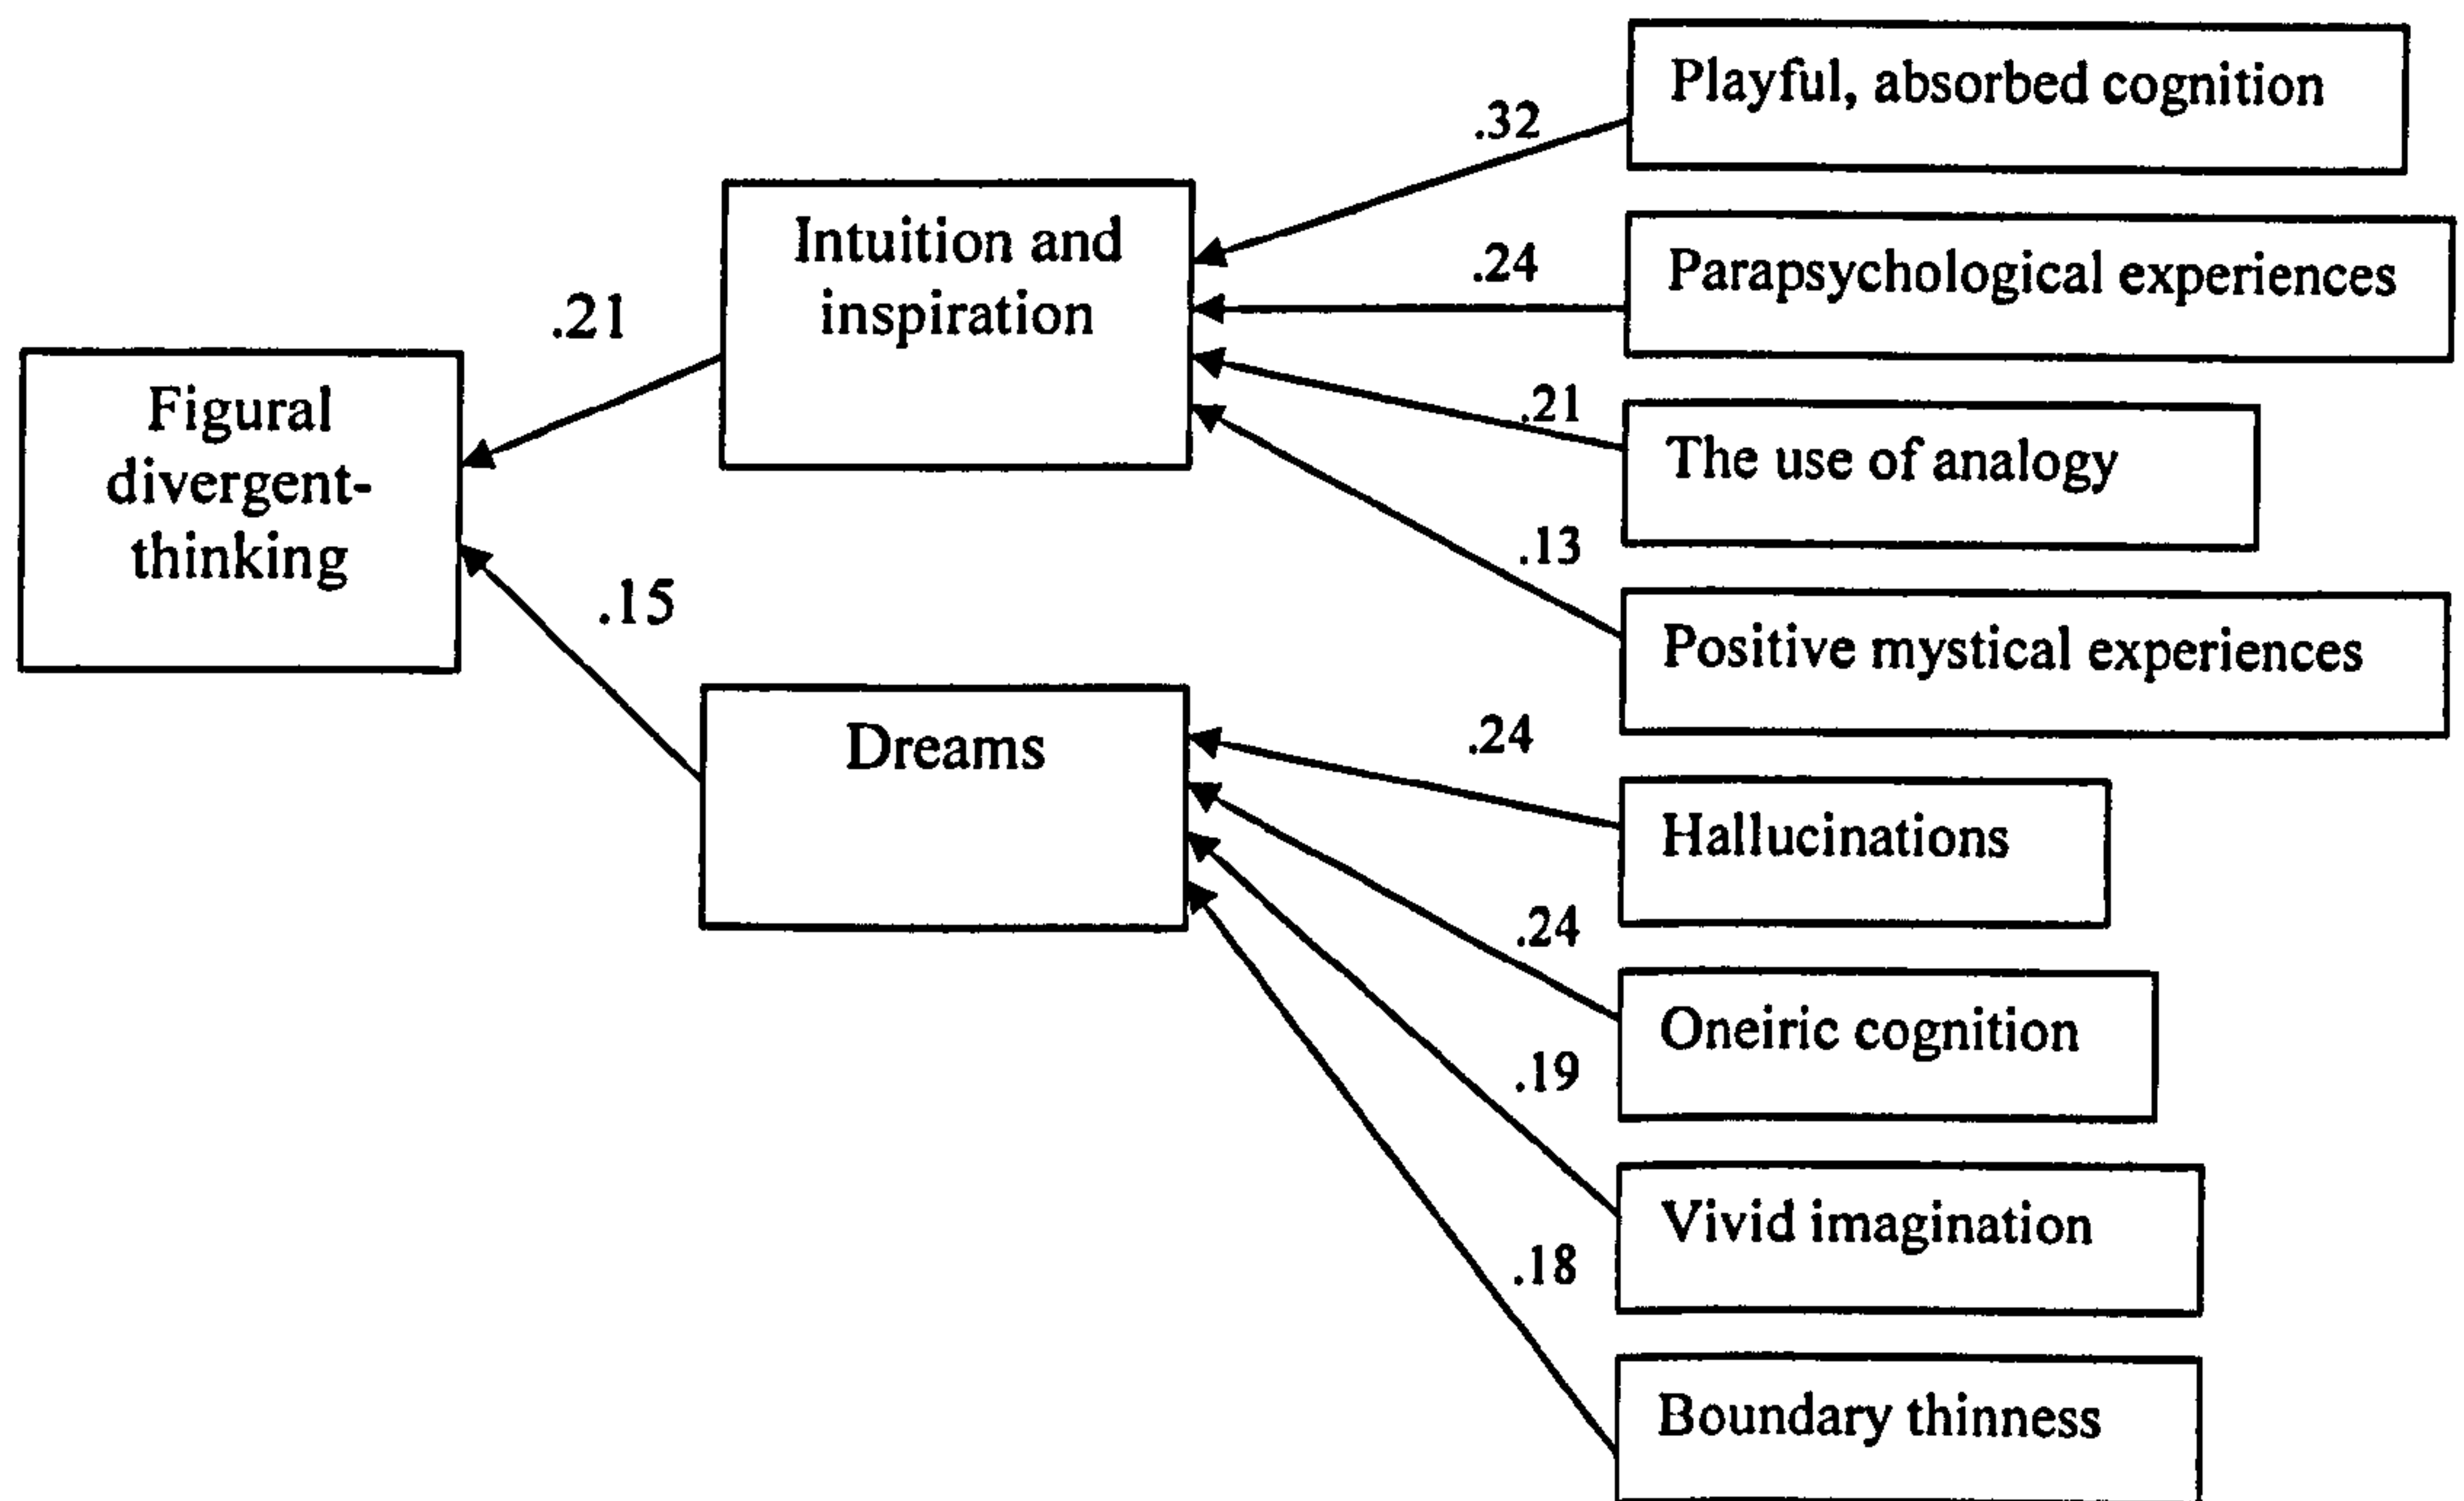 Playful, absorbed cognition
.32
Intuition and
inspiration
.24
Parapsychological experiences
.21
Figural
divergent-
thinking
.21
The use of analogy
.13
.15
Positive mystical experiences
Dreams
.24
Hallucinations
.24
Oneiric cognition
.19
Vivid imagination
.18
Boundary thinness